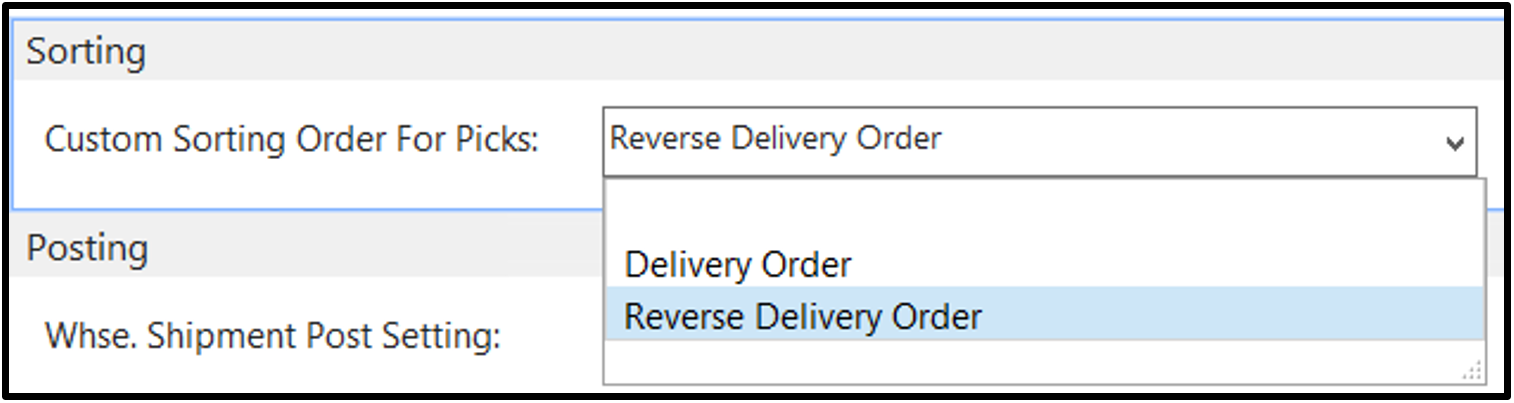 Sorting
Custom Sorting Order For Picks: Reverse Delivery Order
Delivery Order
Posting
Reverse Delivery Order
Whse. Shipment Post Setting: